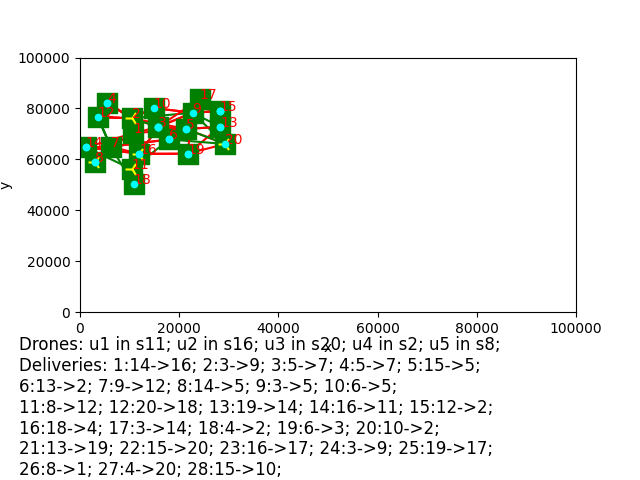 100000
80000
60000
40000
20000
0
0 20000 40000 60000 80000 100000
y
x
Drones: u1 in s11; u2 in s16; u3 in s20; u4 in s2; u5 in s8;
Deliveries: 1:14->16; 2:3->9; 3:5->7; 4:5->7; 5:15->5;
6:13->2; 7:9->12; 8:14->5; 9:3->5; 10:6->5;
11:8->12; 12:20->18; 13:19->14; 14:16->11; 15:12->2;
16:18->4; 17:3->14; 18:4->2; 19:6->3; 20:10->2;
21:13->19; 22:15->20; 23:16->17; 24:3->9; 25:19->17;
26:8->1; 27:4->20; 28:15->10;